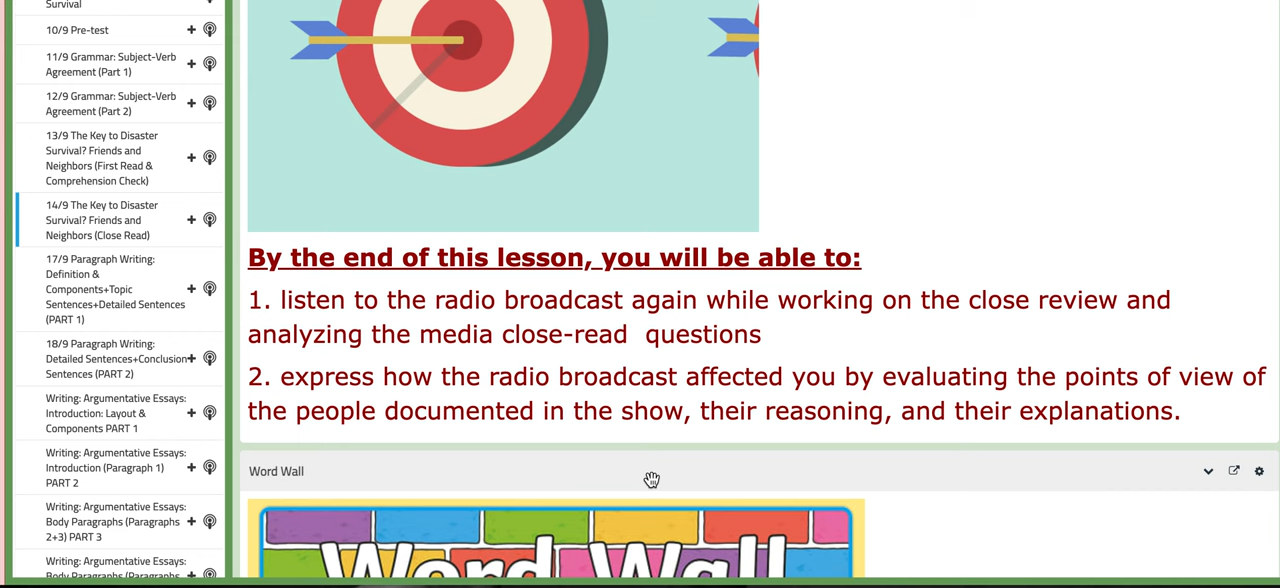 Survival
10/9 Pre-test
11/9 Grammar: Subject-Verb
Agreement (Part 1)
12/9 Grammar: Subject-Verb
Agreement (Part 2)
13/9 The Key to Disaster
Survival? Friends and
Neighbors (First Read &
Comprehension Check)
14/9 The Key to Disaster
Survival? Friends and
Neighbors (Close Read)
17/9 Paragraph Writing:
Definition &
Components+Topic
Sentences+Detailed Sentences
(PART 1)
18/9 Paragraph Writing:
Detailed Sentences+Conclusion
Sentences (PART 2)
Writing: Argumentative Essays:
Introduction: Layout &
Components PART 1
Writing: Argumentative Essays:
Introduction (Paragraph 1)
PART 2
Writing: Argumentative Essays:
Body Paragraphs (Paragraphs
2+3) PART 3
Writing: Argumentative Essays:
Body Paragraphs (Paragraphs
By the end of this lesson, you will be able to:
1. listen to the radio broadcast again while working on the close review and
analyzing the media close-read questions
2. express how the radio broadcast affected you by evaluating the points of view of
the people documented in the show, their reasoning, and their explanations.
Word Wall
Word Wall